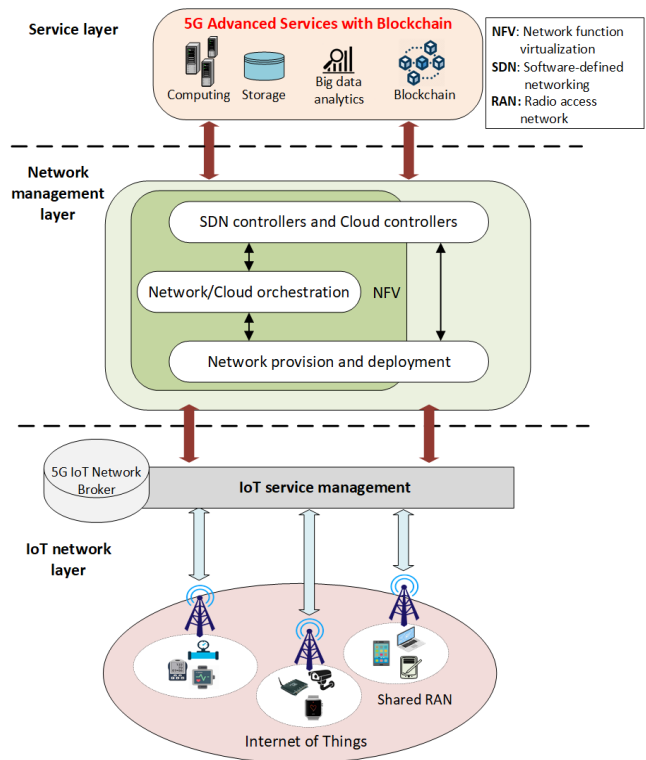 Service layer
5G Advanced Services with Blockchain
Computing
Storage
Big data
analytics
Blockchain
NFV: Network function
virtualization
SDN: Software-defined
networking
RAN: Radio access
network
Network
management
layer
SDN controllers and Cloud controllers
Network/Cloud orchestration
NFV
Network provision and deployment
5G IoT Network
Broker
IoT service management
IoT network
layer
Shared RAN
Internet of Things